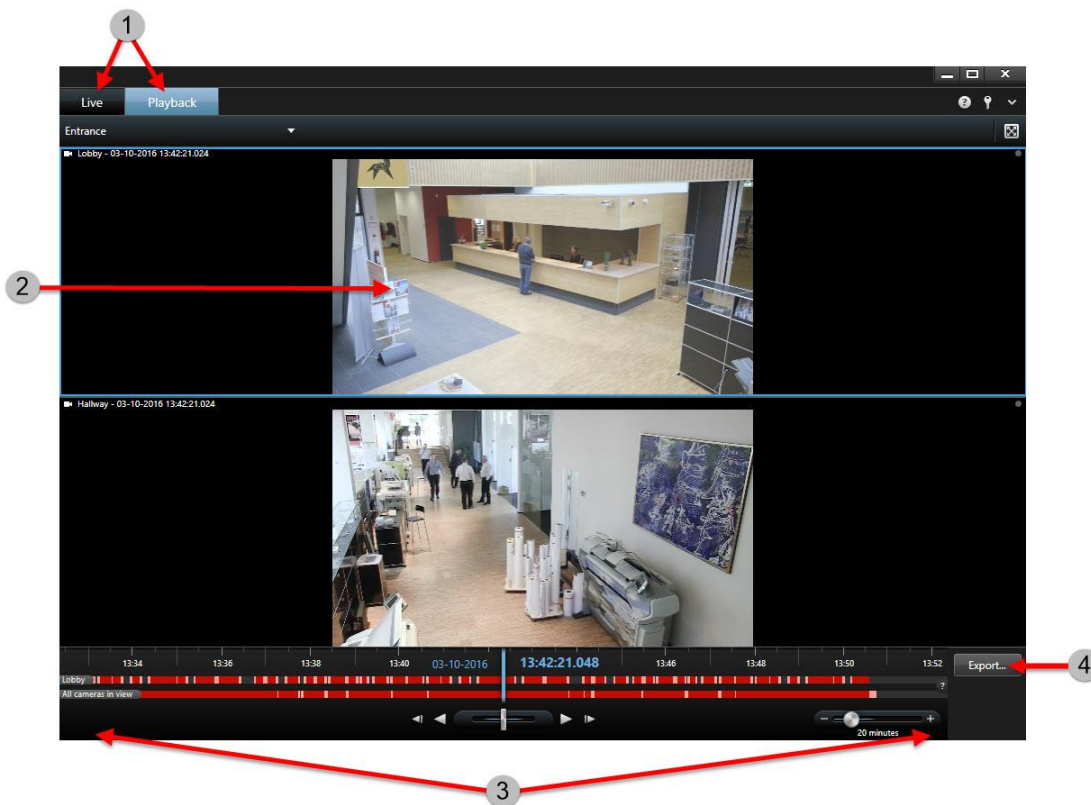 1
Live Playback
Entrance
Lobby - 03-10-2016 13:42:21.024
2
Hallway - 03-10-2016 13:42:21.024
13:34 13:36 13:38 13:40 03-10-2016 13:42:21.048 13:46 13:48 13:50 13:52 Export... 4
Lobby
?
All cameras in view
20 minutes
3